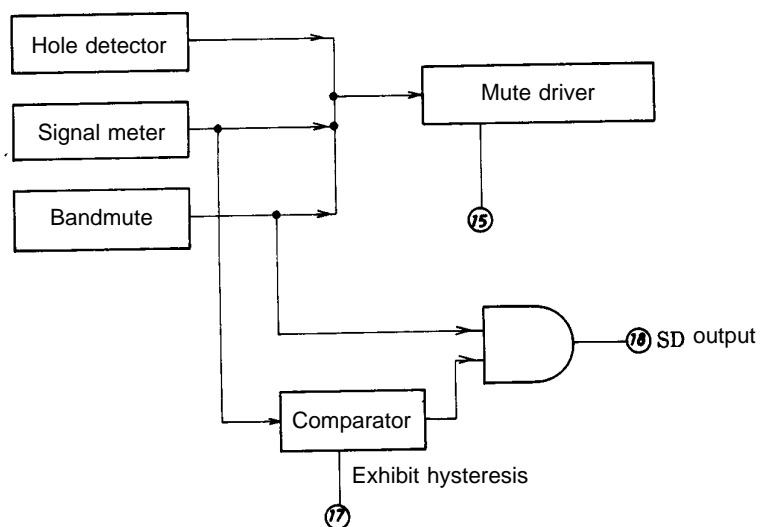 Hole detector
Mute driver
Signal meter
Bandmute
15
18 SD output
Comparator
Exhibit hysteresis
17